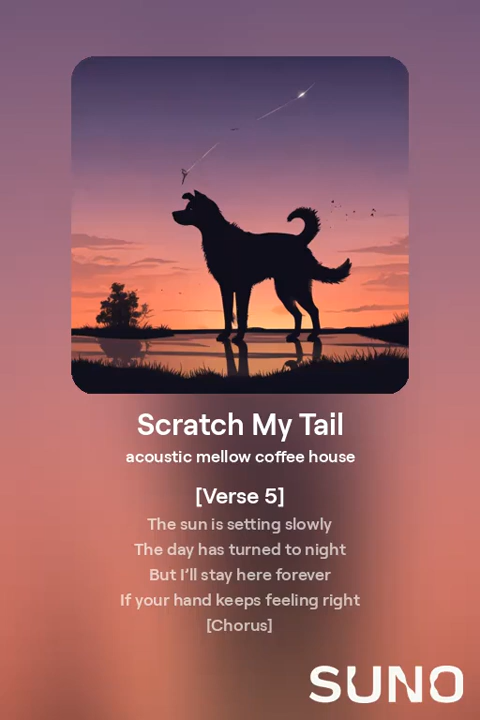 Scratch My Tail
acoustic mellow coffee house
[Verse 5]
The sun is setting slowly
The day has turned to night
But I’ll stay here forever
If your hand keeps feeling right
[Chorus]
SUNO